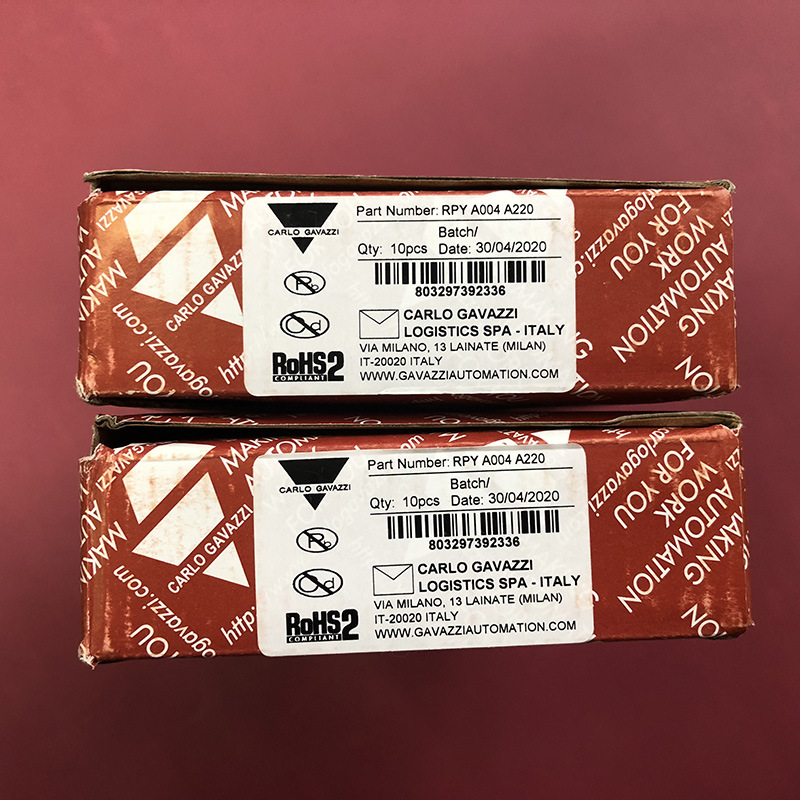 CARLO GAVAZZI
Part Number: RPY A004 A220
Batch/
Qty: 10pcs Date: 30/04/2020
803297392336
CARLO GAVAZZI
LOGISTICS SPA - ITALY
VIA MILANO, 13 LAINATE (MILAN)
IT-20020 ITALY
WWW.GAVAZZIAUTOMATION.COM
Pb
Cd
RoHS2
COMPLIANT
CARLO GAVAZZI
MAKING
AUTOMATION
WORK
FOR YOU
CARLO GAVAZZI
Part Number: RPY A004 A220
Batch/
Qty: 10pcs Date: 30/04/2020
803297392336
CARLO GAVAZZI
LOGISTICS SPA - ITALY
VIA MILANO, 13 LAINATE (MILAN)
IT-20020 ITALY
WWW.GAVAZZIAUTOMATION.COM
Pb
Cd
RoHS2
COMPLIANT
CARLO GAVAZZI
MAKING
AUTOMATION
WORK
FOR YOU